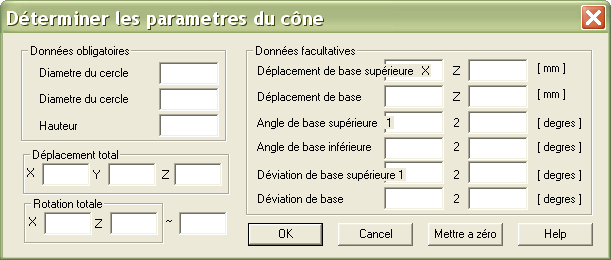 Déterminer les parametres du cône
Données obligatoires
Diametre du cercle
Diametre du cercle
Hauteur
Déplacement total
X Y Z
Rotation totale
X Z ~
Données facultatives
Déplacement de base supérieure X Z [ mm ]
Déplacement de base Z [ mm ]
Angle de base supérieure 1 2 [ degres ]
Angle de base inférieure 2 [ degres ]
Déviation de base supérieure 1 2 [ degres ]
Déviation de base 2 [ degres ]
OK Cancel Mettre a zéro Help